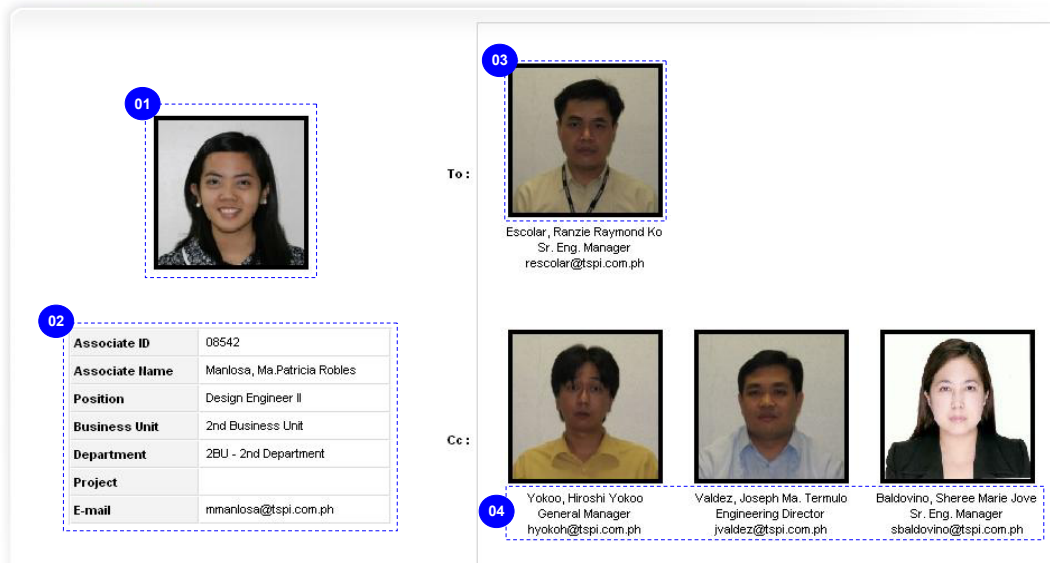 01
02
Associate ID 08542
Associate Name Manlosa, Ma.Patricia Robles
Position Design Engineer II
Business Unit 2nd Business Unit
Department 2BU - 2nd Department
Project
E-mail mmanlosa@tspi.com.ph
03
To :
Escolar, Ranzie Raymond Ko
Sr. Eng. Manager
rescolar@tspi.com.ph
Cc :
04
Yokoo, Hiroshi Yokoo
General Manager
hyokoh@tspi.com.ph
Valdez, Joseph Ma. Termulo
Engineering Director
jvaldez@tspi.com.ph
Baldovino, Sheree Marie Jove
Sr. Eng. Manager
sbaldovino@tspi.com.ph